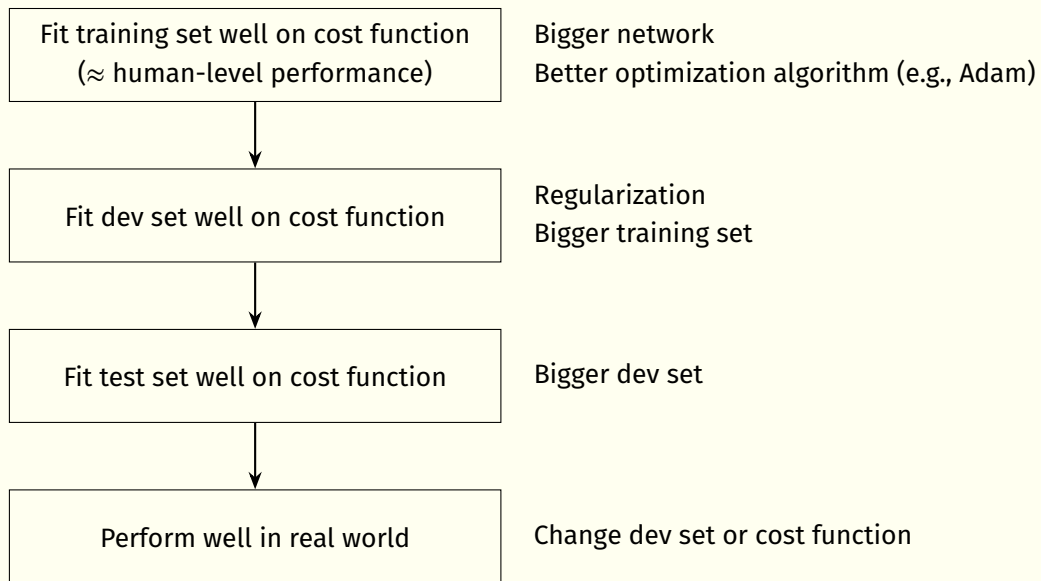 Fit training set well on cost function
(≈ human-level performance)
Bigger network
Better optimization algorithm (e.g., Adam)
Fit dev set well on cost function
Regularization
Bigger training set
Fit test set well on cost function
Bigger dev set
Perform well in real world
Change dev set or cost function